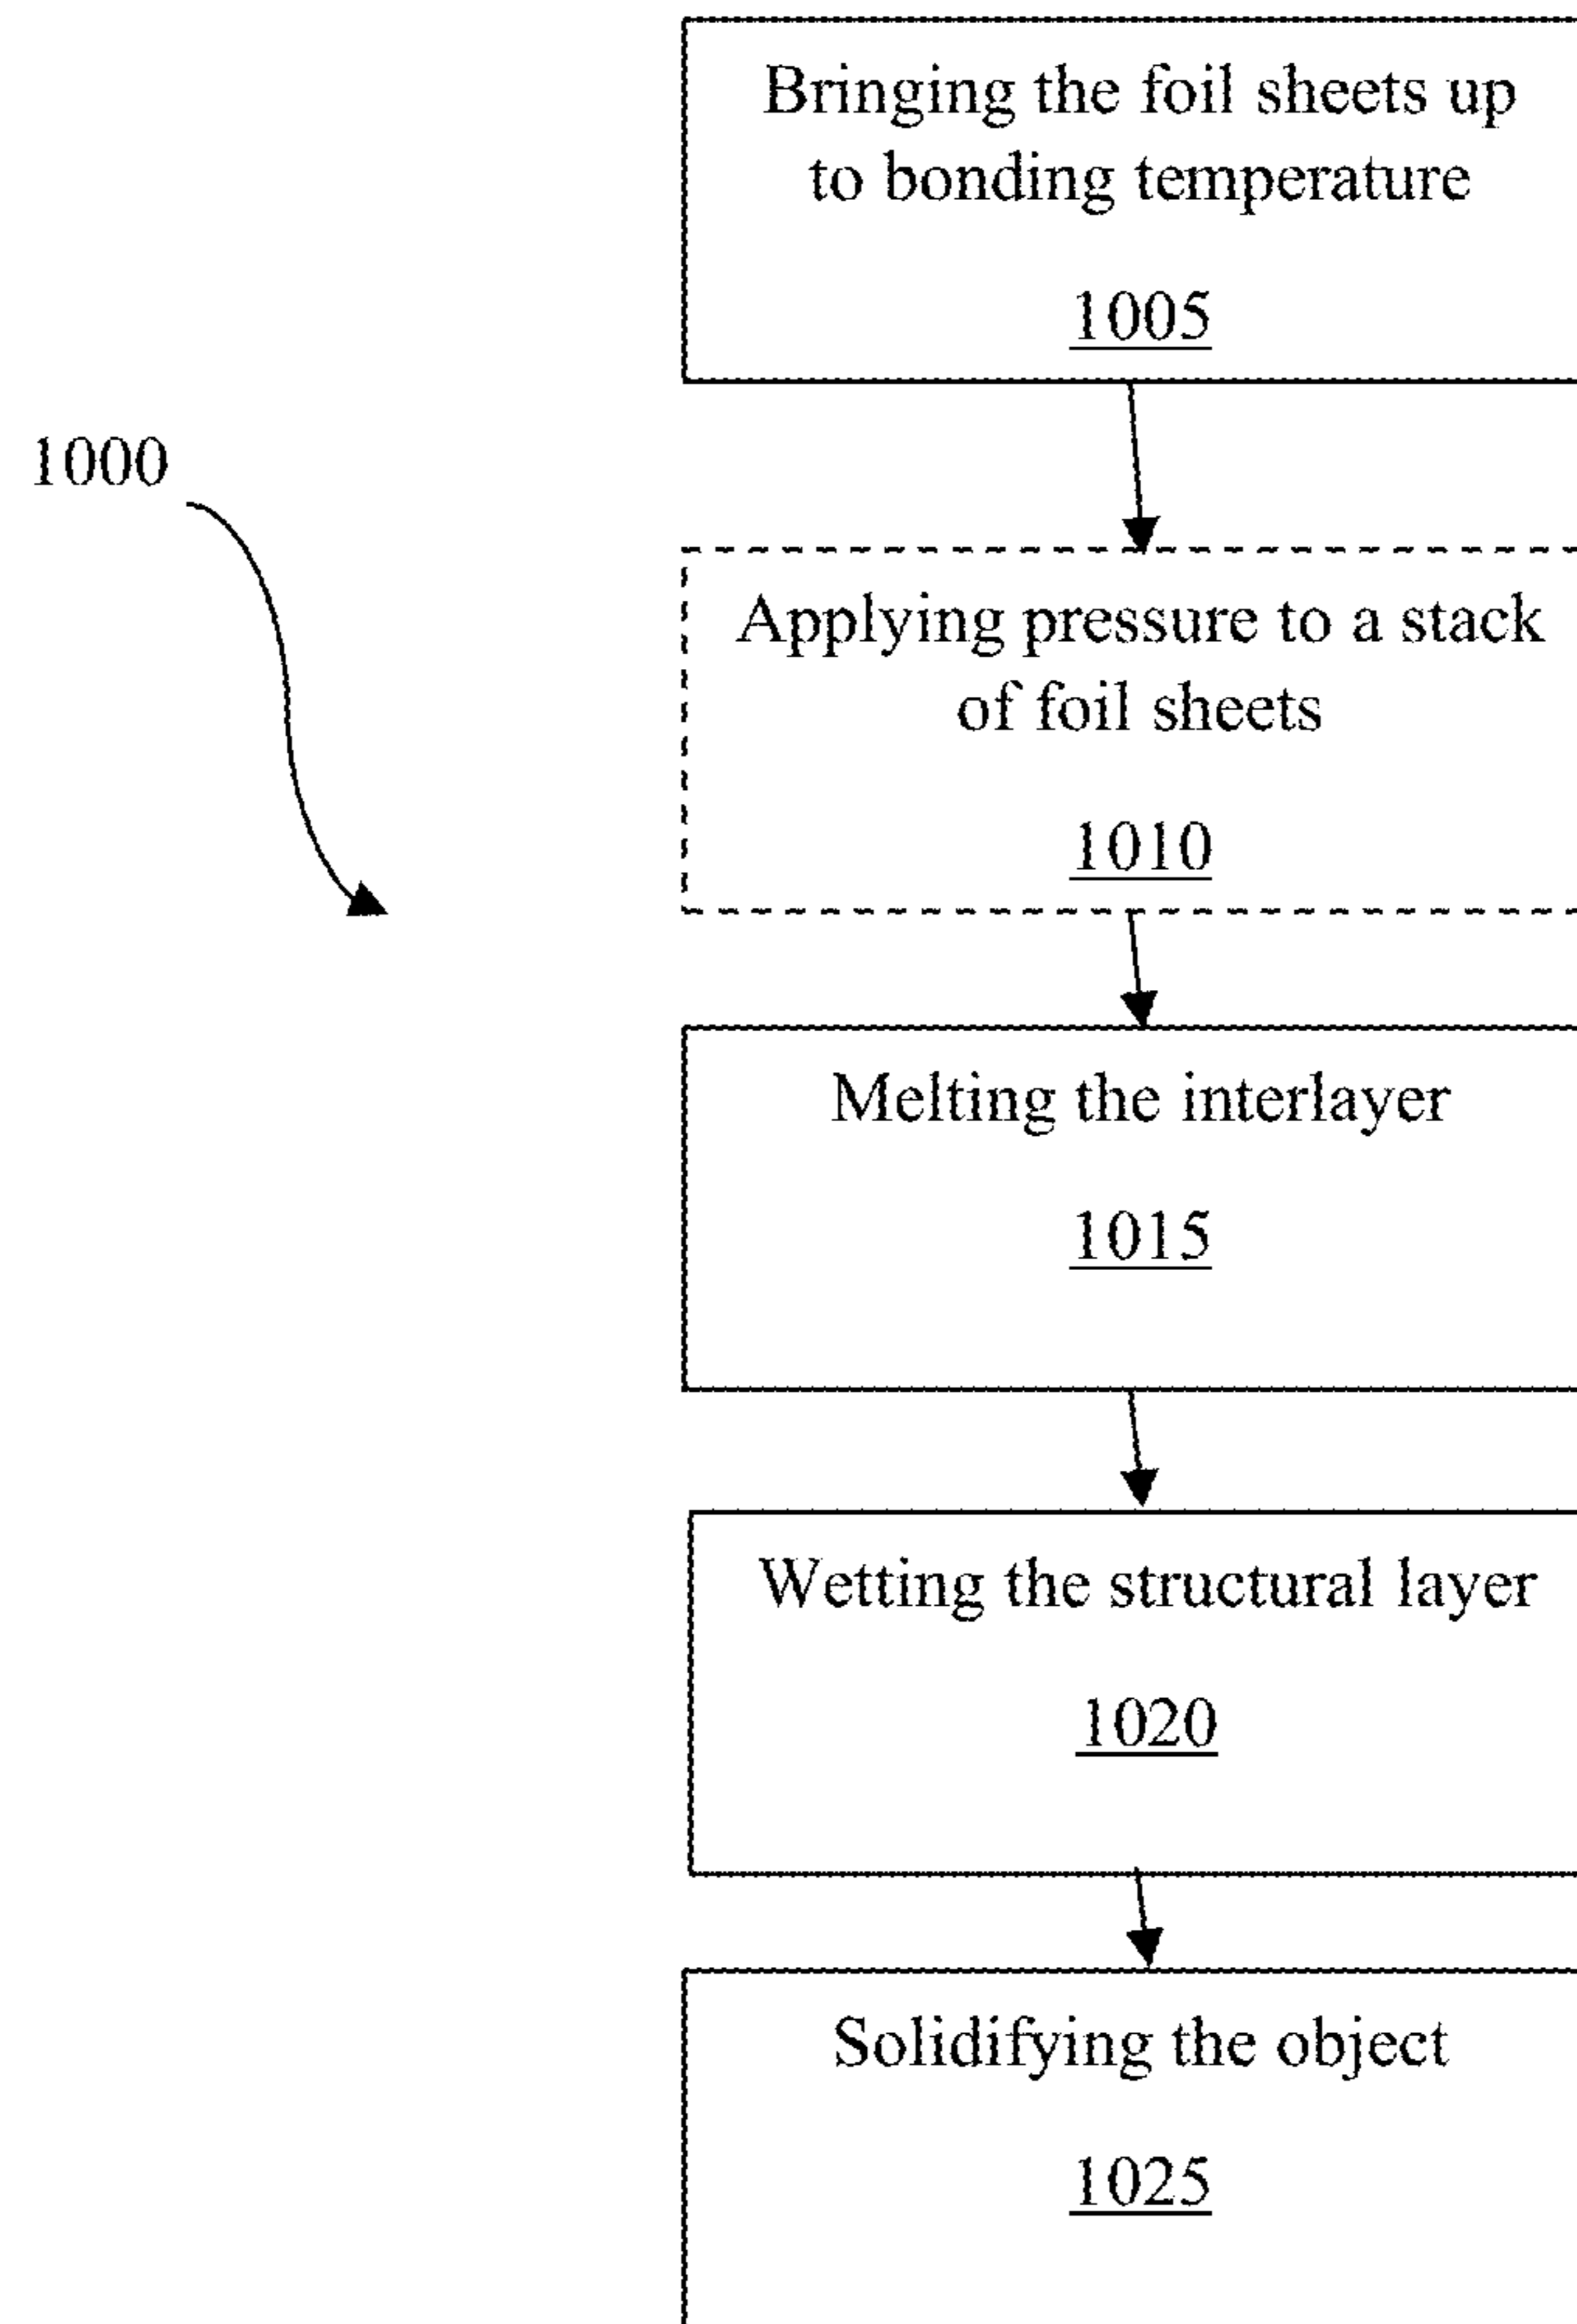 Bringing the foil sheets up
to bonding temperature
1005
1000
Applying pressure to a stack
of foil sheets
1010
Melting the interlayer
1015
Wetting the structural layer
1020
Solidifying the object
1025